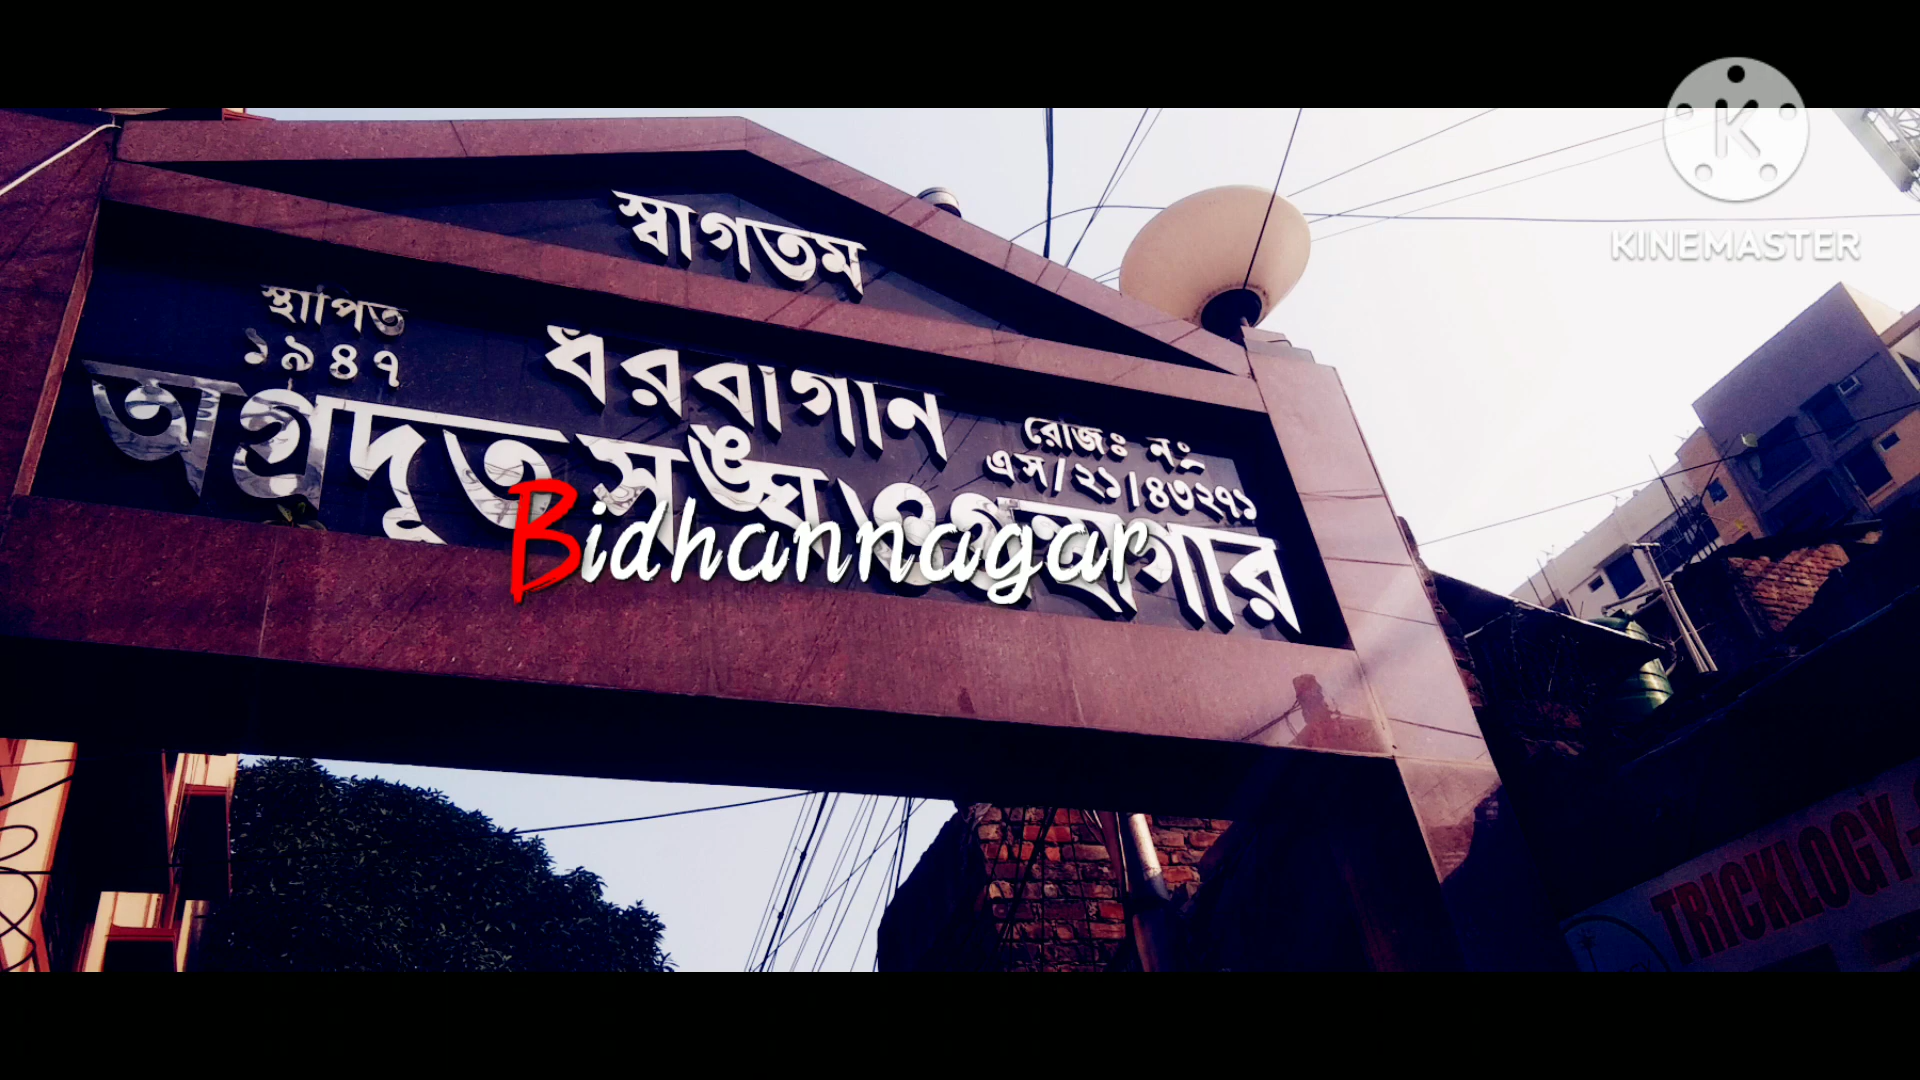 KINEMASTER
স্বাগতম
স্থাপিত
১৯৪৭
ধরবাগান
রেজিঃ নং
এস/২১/৪৩২৭১
অগ্রদূত সঙ্ঘ ও গ্রন্থাগার
Bidhannagar
TRICKLOGY